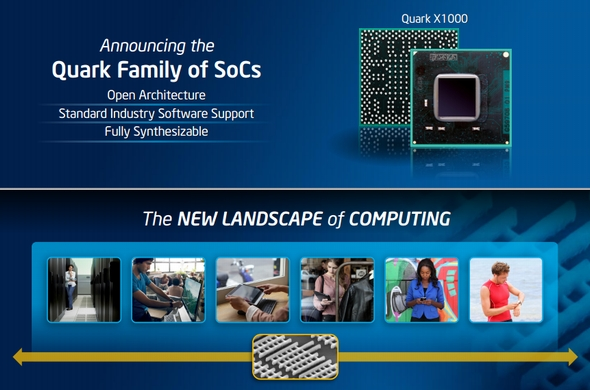 Quark X1000
Announcing the
Quark Family of SoCs
Open Architecture
Standard Industry Software Support
Fully Synthesizable
The NEW LANDSCAPE of COMPUTING